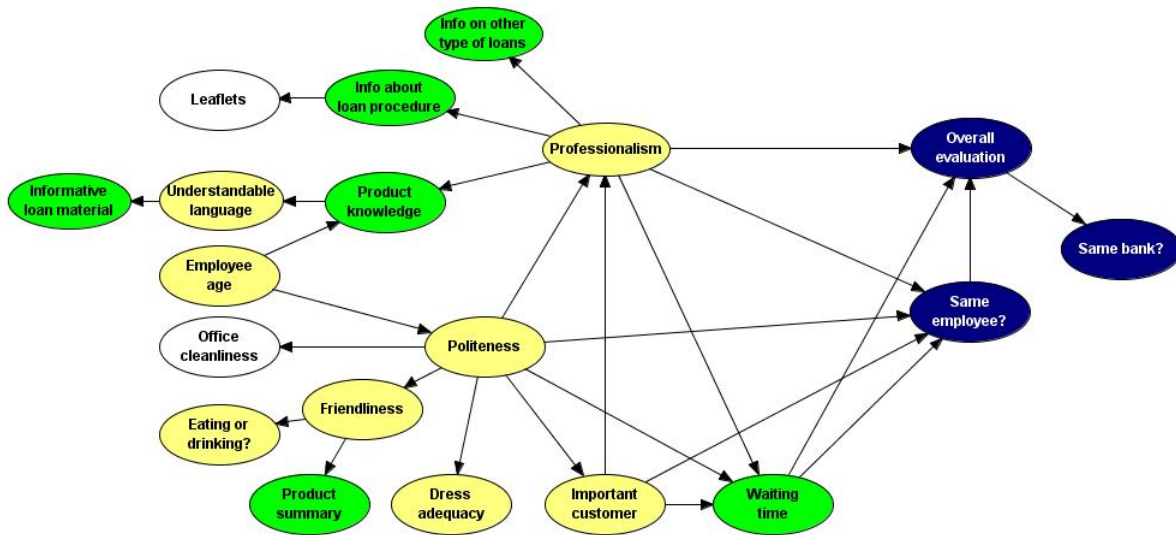 Info on other
type of loans
Leaflets
Info about
loan procedure
Professionalism
Overall
evaluation
Informative
loan material
Understandable
language
Product
knowledge
Same bank?
Employee
age
Same
employee?
Office
cleanliness
Politeness
Friendliness
Eating or
drinking?
Product
summary
Dress
adequacy
Important
customer
Waiting
time